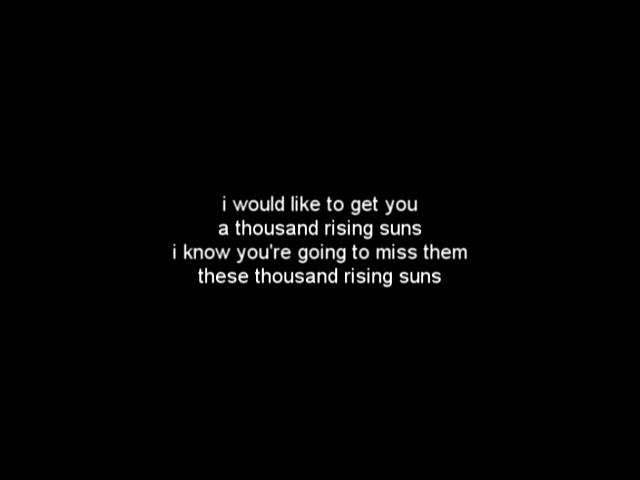 i would like to get you
a thousand rising suns
i know you're going to miss them
these thousand rising suns